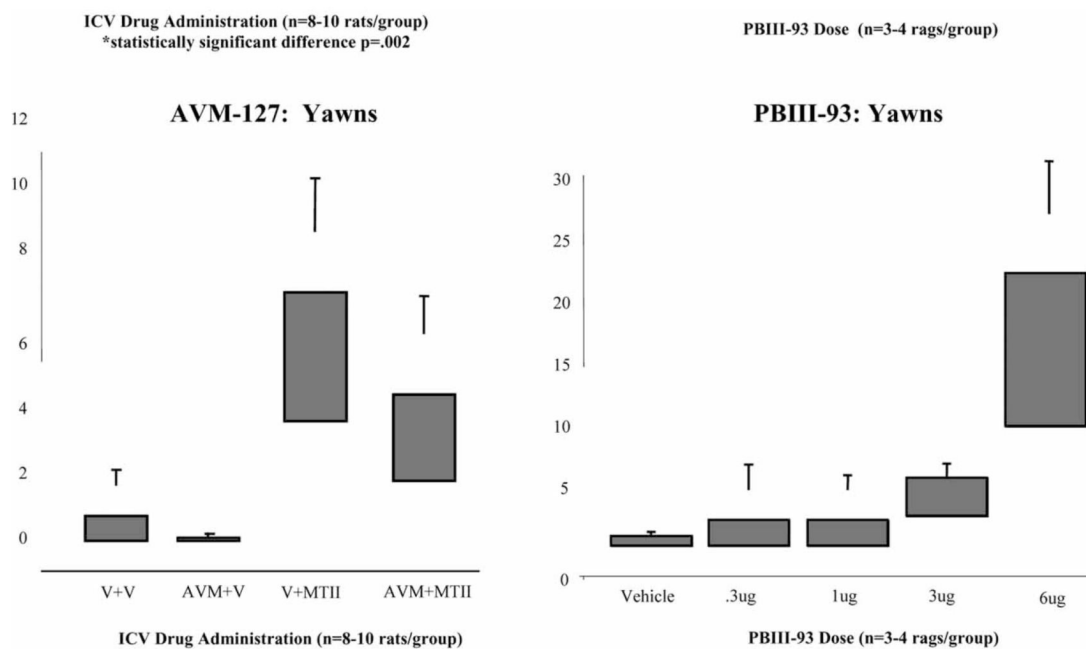 ICV Drug Administration (n=8-10 rats/group)
*statistically significant difference p=.002
AVM-127: Yawns
12
10
8
6
4
2
0
V+V AVM+V V+MTII AVM+MTII
ICV Drug Administration (n=8-10 rats/group)
PBIII-93 Dose (n=3-4 rags/group)
PBIII-93: Yawns
30
25
20
15
10
5
0
Vehicle .3ug 1ug 3ug 6ug
PBIII-93 Dose (n=3-4 rags/group)